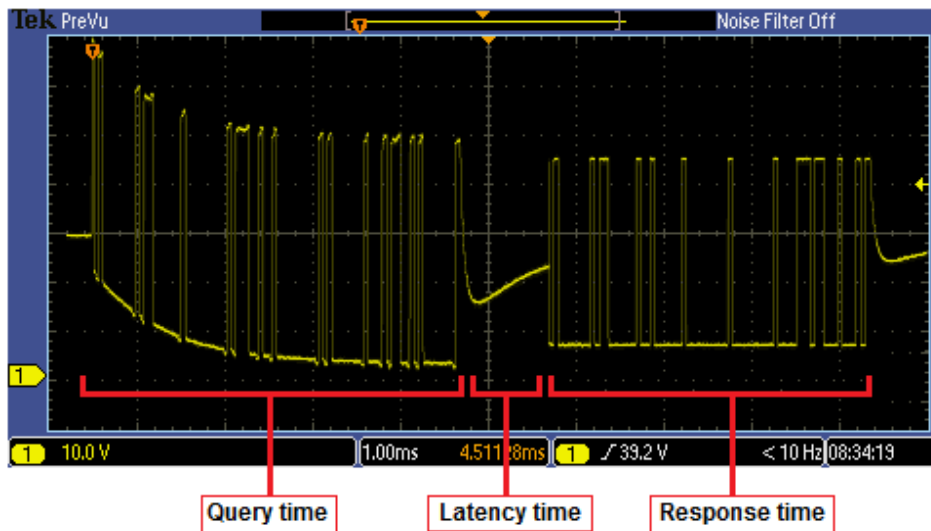 Tek PreVu Noise Filter Off
T
T
1
1 10.0 V 1.00ms 4.51128ms 1 39.2 V < 10 Hz 08:34:19
Query time Latency time Response time